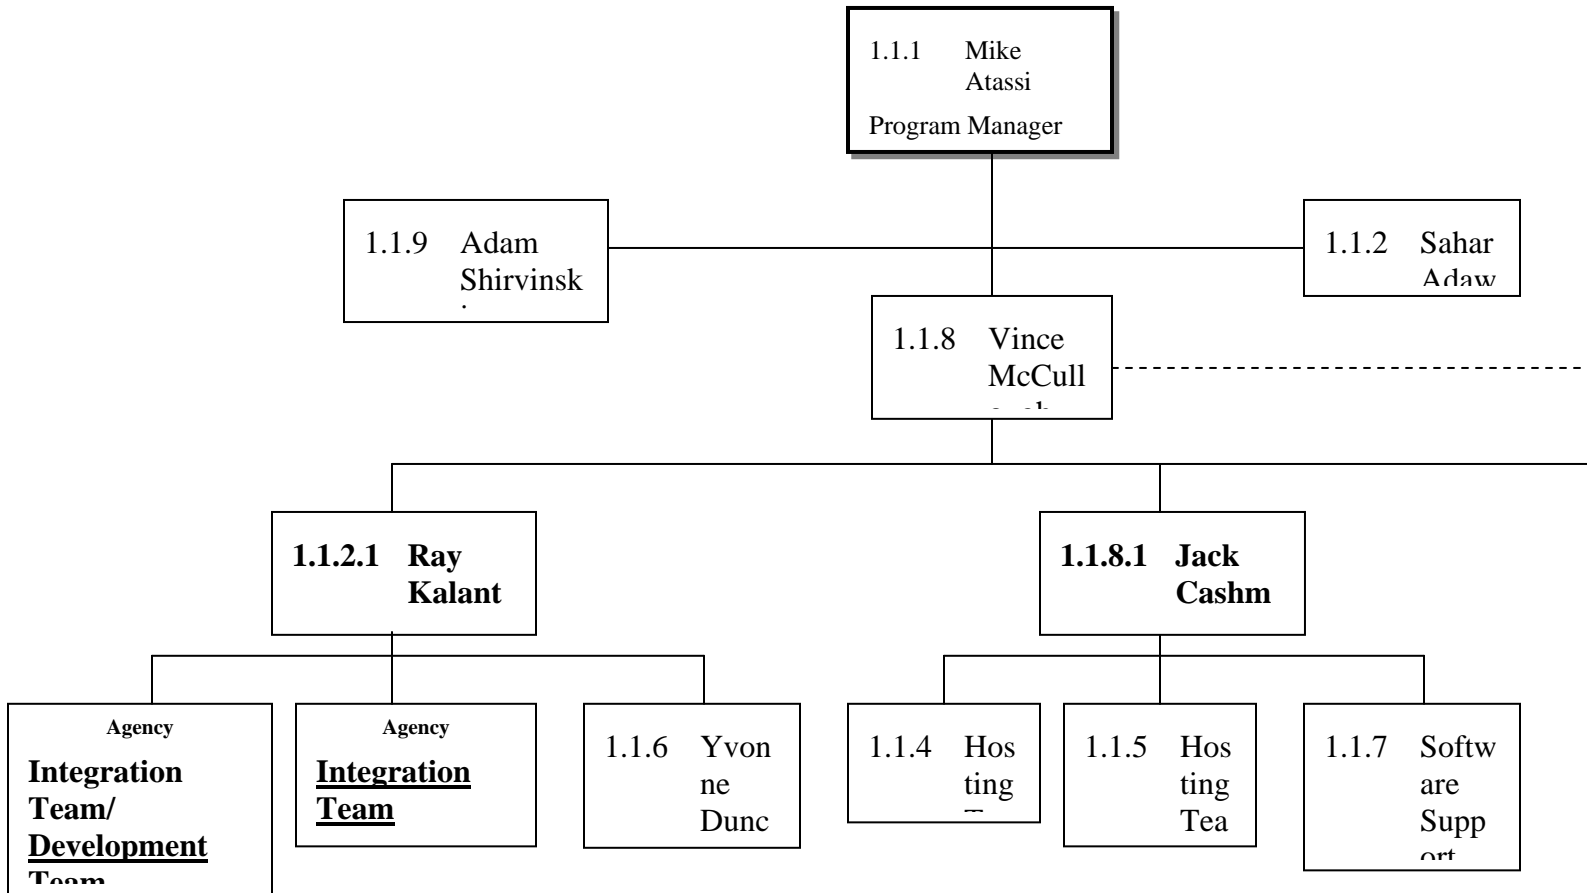 1.1.1 Mike
Atassi
Program Manager
1.1.9 Adam
Shirvinsk
1.1.2 Sahar
Adaw
1.1.8 Vince
McCull
1.1.2.1 Ray
Kalant
1.1.8.1 Jack
Cashm
Agency
Integration
Team/
Development
Team
Agency
Integration
Team
1.1.6 Yvon
ne
Dunc
1.1.4 Hos
ting
1.1.5 Hos
ting
Tea
1.1.7 Softw
are
Supp
ort